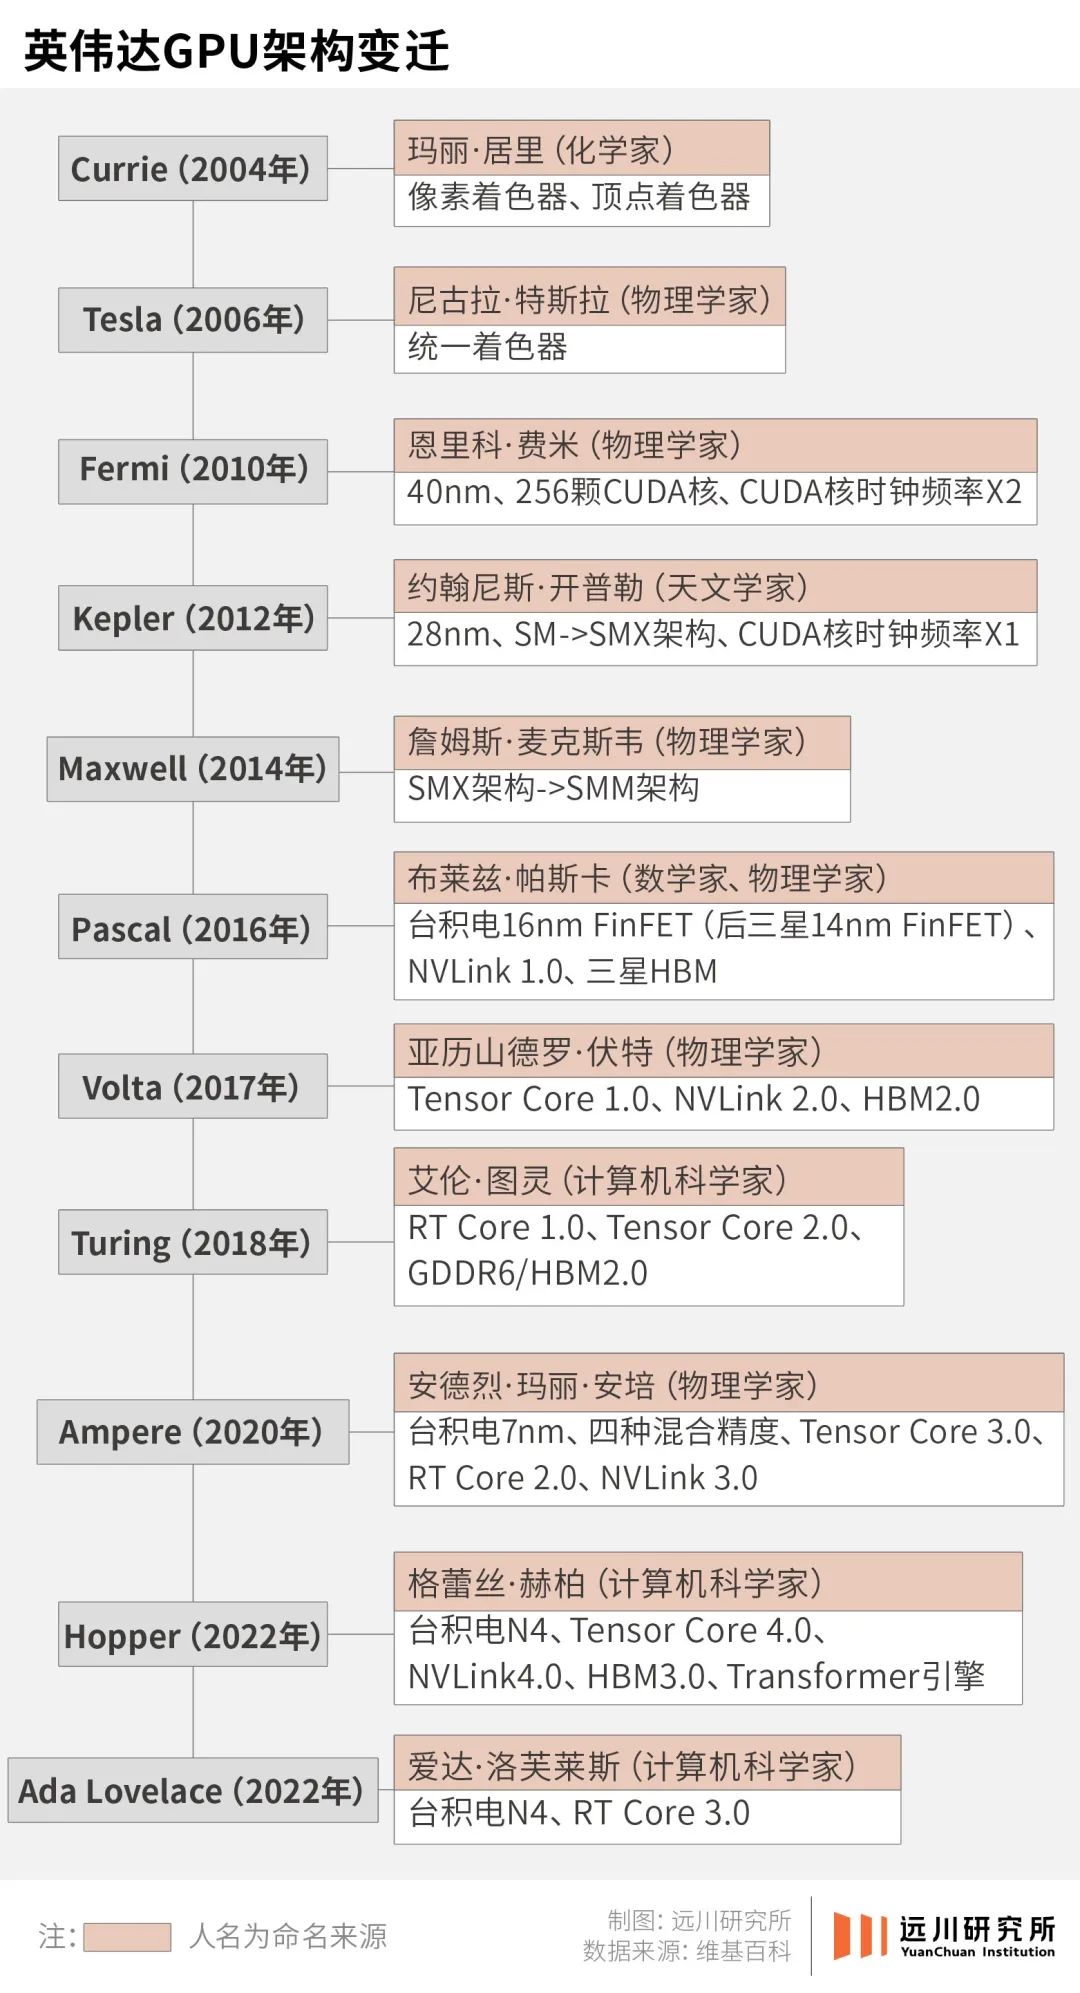 英伟达GPU架构变迁
Currie（2004年）
玛丽·居里（化学家）
像素着色器、顶点着色器
Tesla（2006年）
尼古拉·特斯拉（物理学家）
统一着色器
Fermi（2010年）
恩里科·费米（物理学家）
40nm、256颗CUDA核、CUDA核时钟频率X2
Kepler（2012年）
约翰尼斯·开普勒（天文学家）
28nm、SM->SMX架构、CUDA核时钟频率X1
Maxwell（2014年）
詹姆斯·麦克斯韦（物理学家）
SMX架构->SMM架构
Pascal（2016年）
布莱兹·帕斯卡（数学家、物理学家）
台积电16nm FinFET（后三星14nm FinFET）、
NVLink 1.0、三星HBM
Volta（2017年）
亚历山德罗·伏特（物理学家）
Tensor Core 1.0、NVLink 2.0、HBM2.0
Turing（2018年）
艾伦·图灵（计算机科学家）
RT Core 1.0、Tensor Core 2.0、
GDDR6/HBM2.0
Ampere（2020年）
安德烈·玛丽·安培（物理学家）
台积电7nm、四种混合精度、Tensor Core 3.0、
RT Core 2.0、NVLink 3.0
Hopper（2022年）
格蕾丝·赫柏（计算机科学家）
台积电N4、Tensor Core 4.0、
NVLink4.0、HBM3.0、Transformer引擎
Ada Lovelace（2022年）
爱达·洛芙莱斯（计算机科学家）
台积电N4、RT Core 3.0
注：人名为命名来源
制图：远川研究所
数据来源：维基百科
远川研究所
YuanChuan Institution